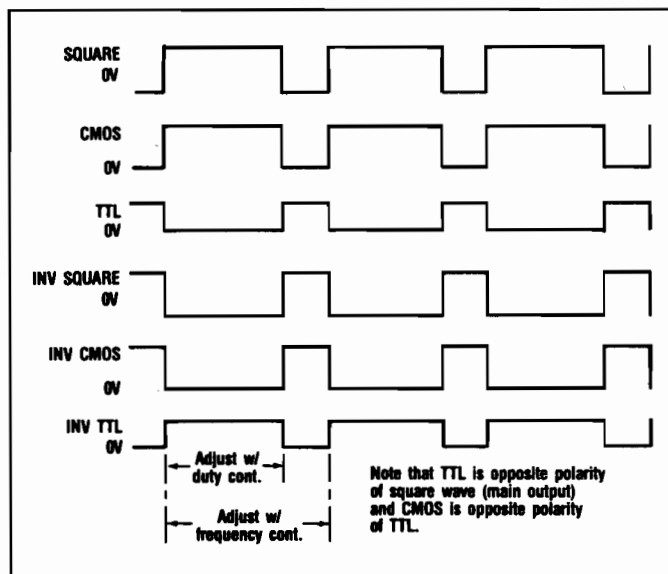 SQUARE
0V
CMOS
0V
TTL
0V
INV SQUARE
0V
INV CMOS
0V
INV TTL
0V
Adjust w/
duty cont.
Adjust w/
frequency cont.
Note that TTL is opposite polarity
of square wave (main output)
and CMOS is opposite polarity
of TTL.